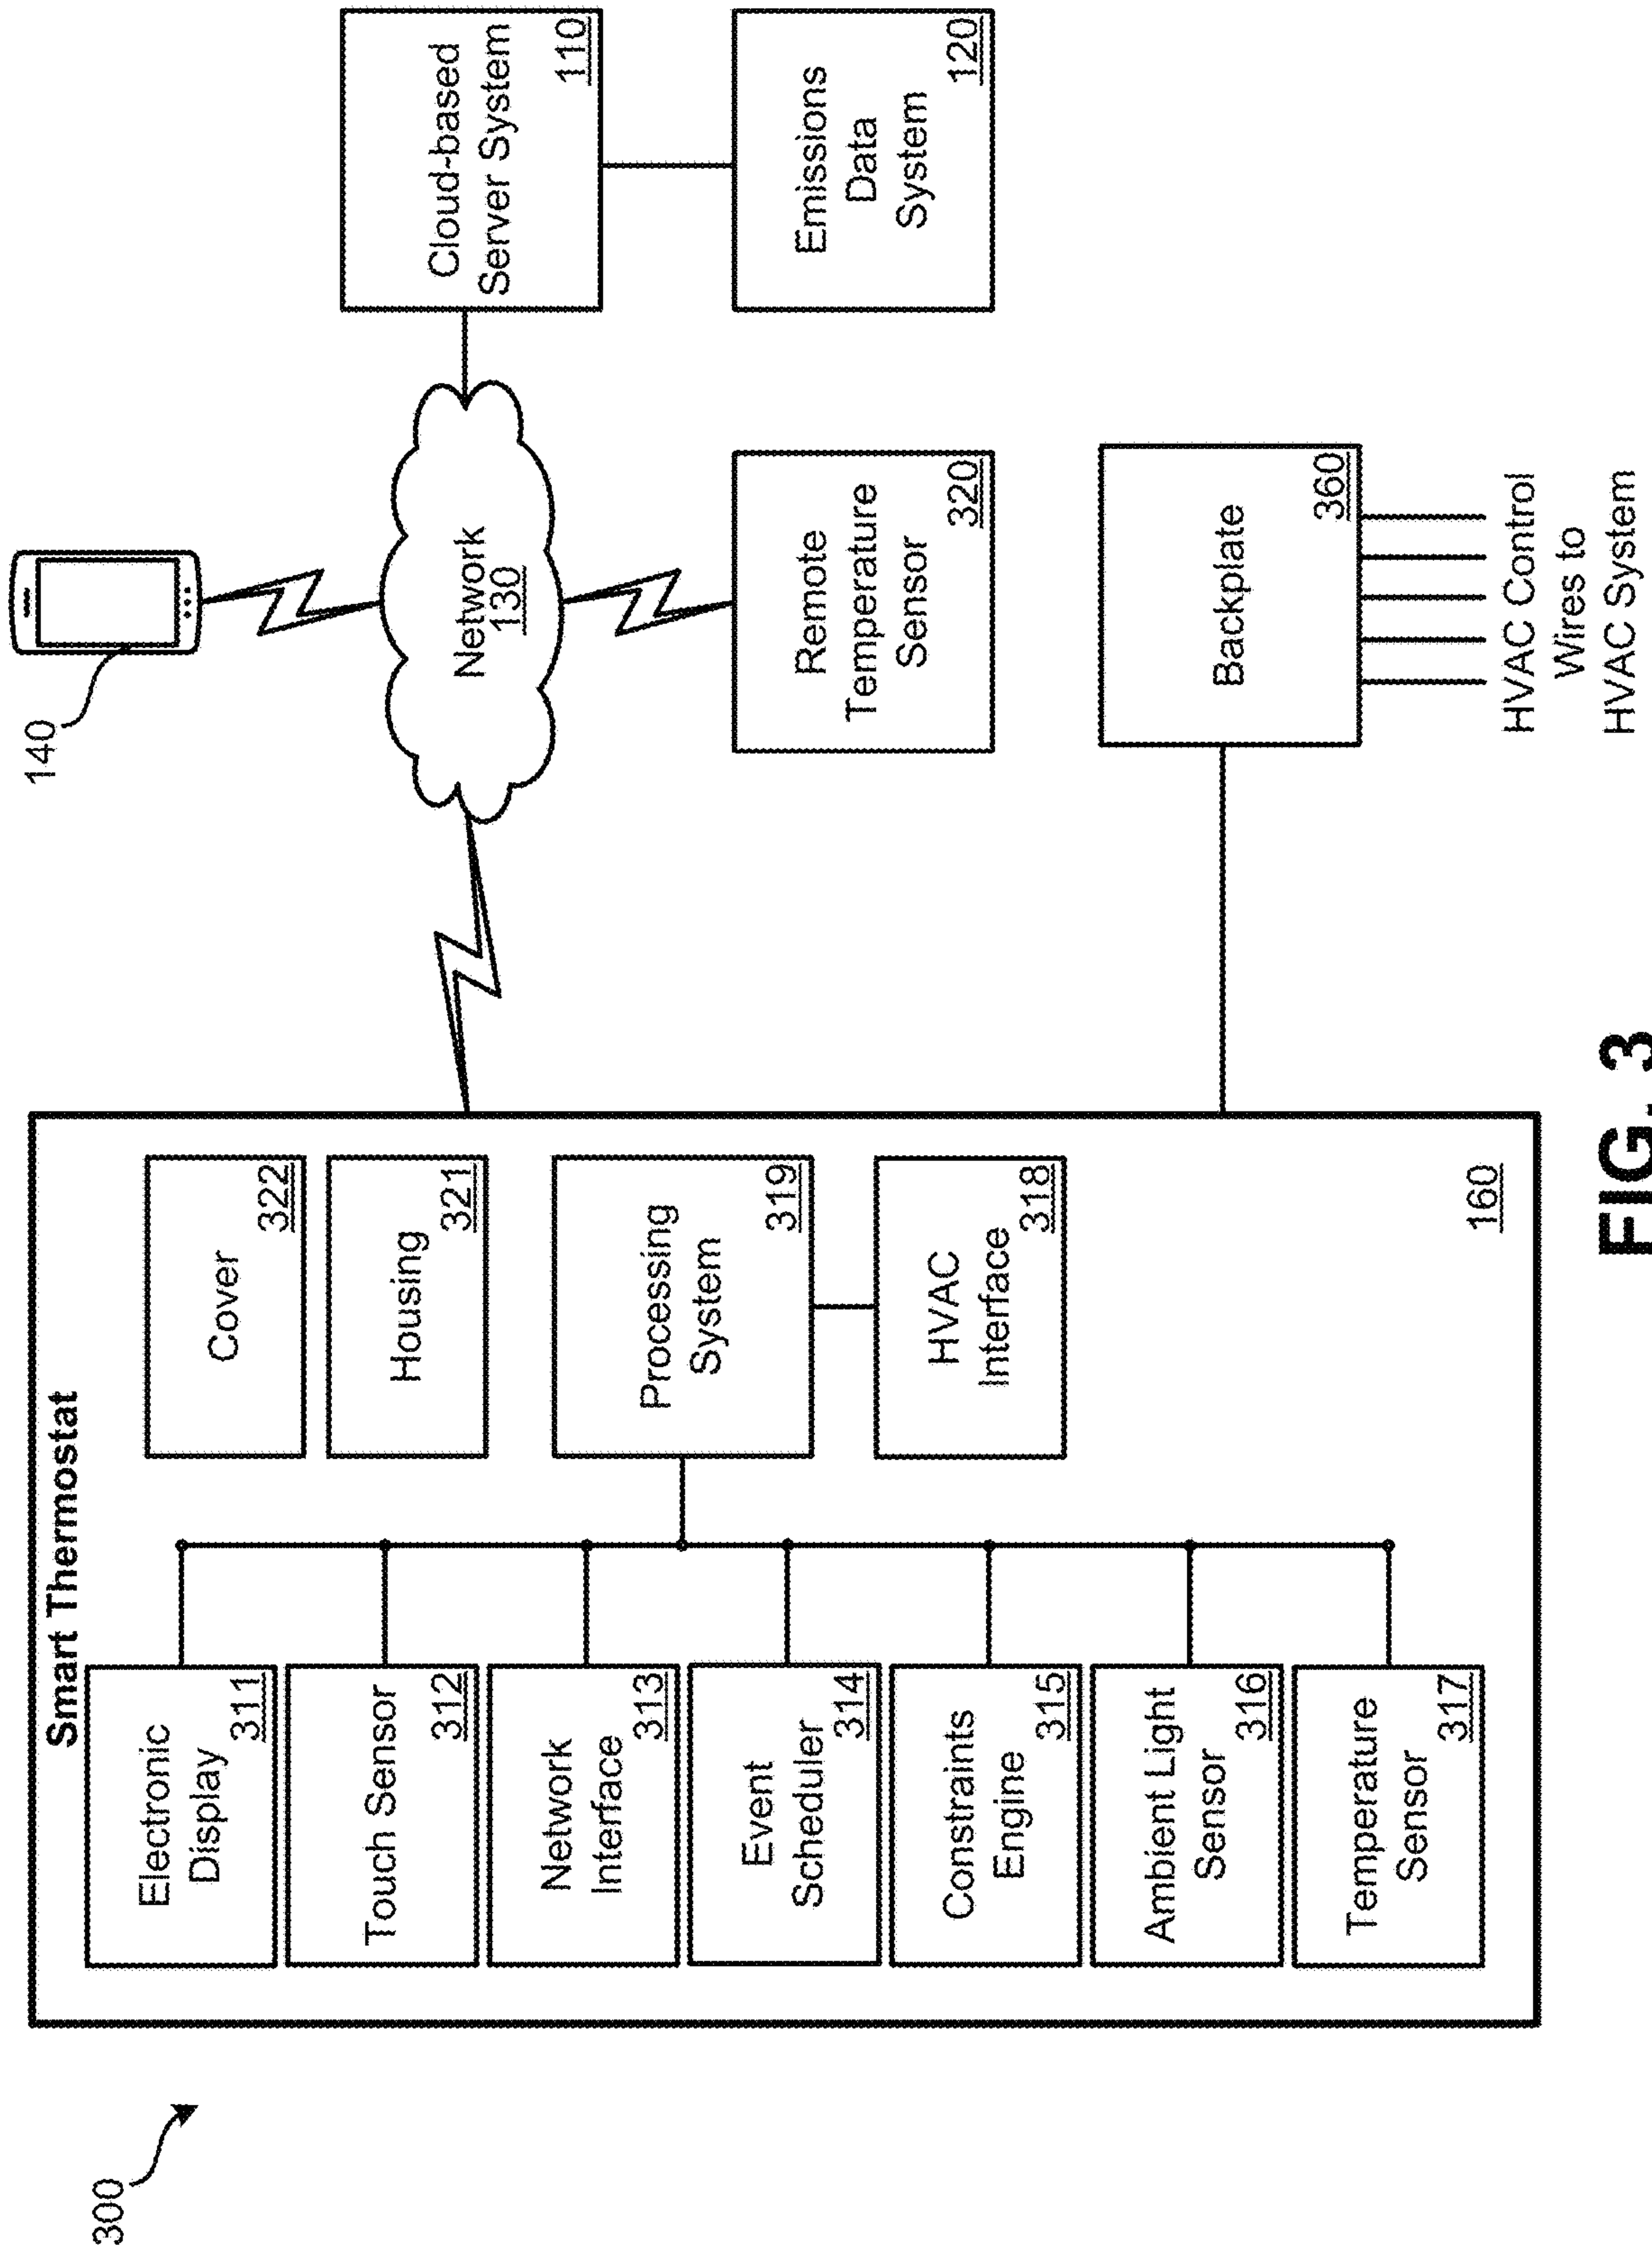 300
Smart Thermostat
Electronic
Display
311
Touch Sensor
312
Network
Interface
313
Event
Scheduler
314
Constraints
Engine
315
Ambient Light
Sensor
316
Temperature
Sensor
317
Cover
322
Housing
321
Processing
System
319
HVAC
Interface
318
160
140
Network
130
Cloud-based
Server System
110
Emissions
Data
System
120
Remote
Temperature
Sensor
320
Backplate
360
HVAC Control
Wires to
HVAC System
FIG. 3